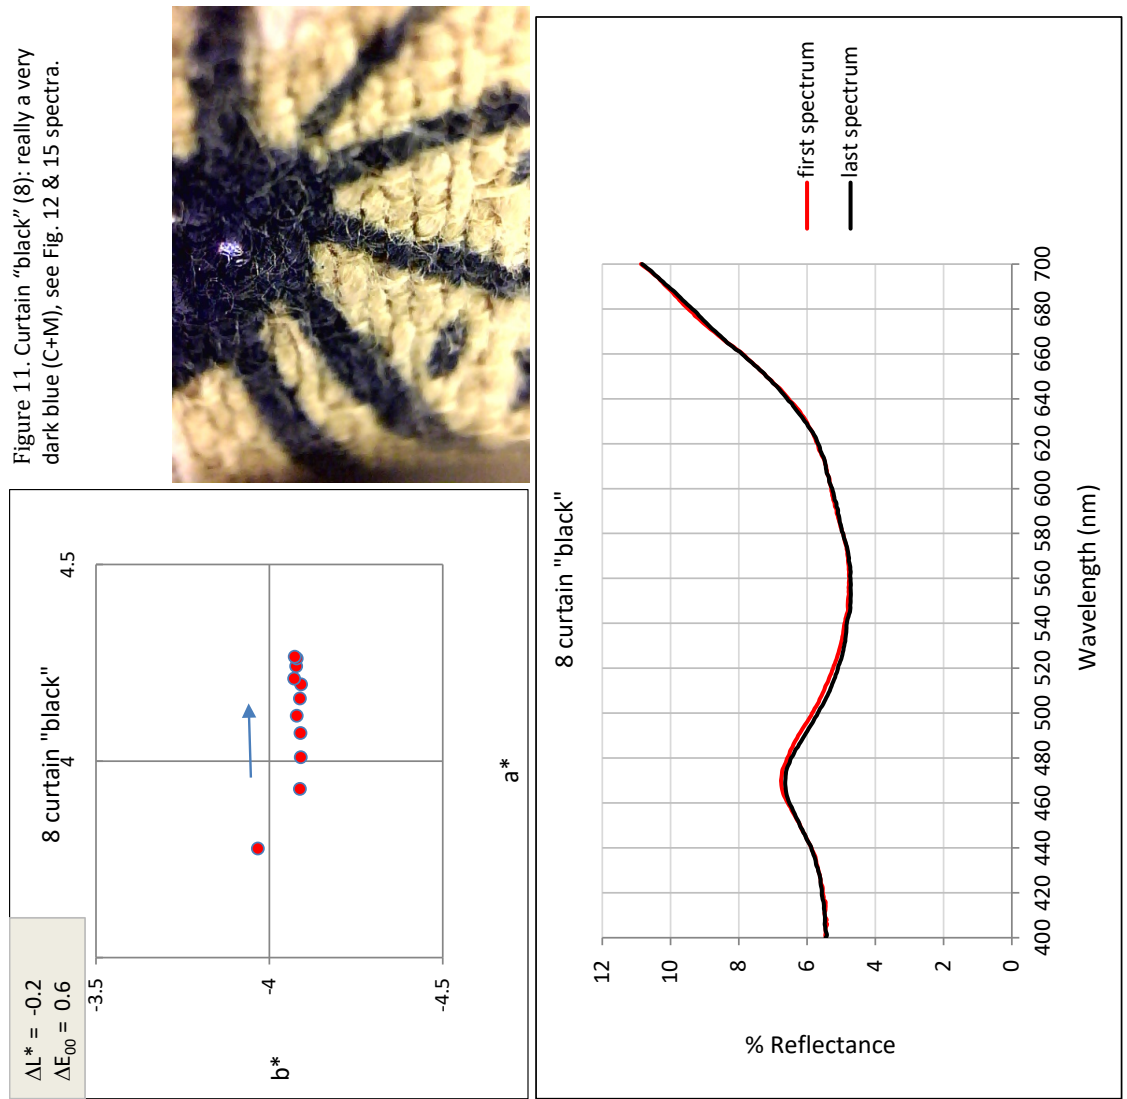 Figure 11. Curtain “black” (8): really a very
dark blue (C+M), see Fig. 12 & 15 spectra.
ΔL* = -0.2
ΔE₀₀ = 0.6
8 curtain "black"
b*
-3.5
-4
-4.5
4
4.5
a*
8 curtain "black"
% Reflectance
12
10
8
6
4
2
0
400 420 440 460 480 500 520 540 560 580 600 620 640 660 680 700
Wavelength (nm)
first spectrum
last spectrum